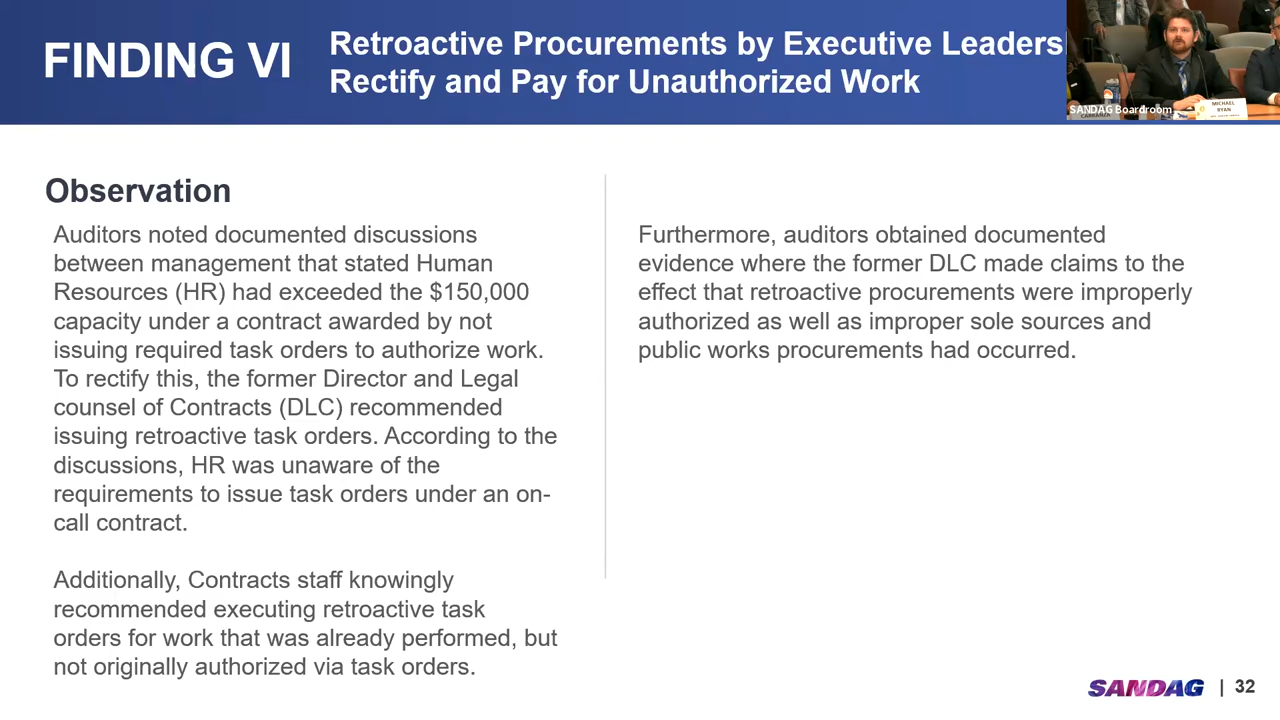 FINDING VI
Retroactive Procurements by Executive Leaders
Rectify and Pay for Unauthorized Work
SANDAG Boardroom
CARRANZA
MICHAEL
RYAN
Observation
Auditors noted documented discussions
between management that stated Human
Resources (HR) had exceeded the $150,000
capacity under a contract awarded by not
issuing required task orders to authorize work.
To rectify this, the former Director and Legal
counsel of Contracts (DLC) recommended
issuing retroactive task orders. According to the
discussions, HR was unaware of the
requirements to issue task orders under an on-
call contract.
Additionally, Contracts staff knowingly
recommended executing retroactive task
orders for work that was already performed, but
not originally authorized via task orders.
Furthermore, auditors obtained documented
evidence where the former DLC made claims to the
effect that retroactive procurements were improperly
authorized as well as improper sole sources and
public works procurements had occurred.
SANDAG | 32